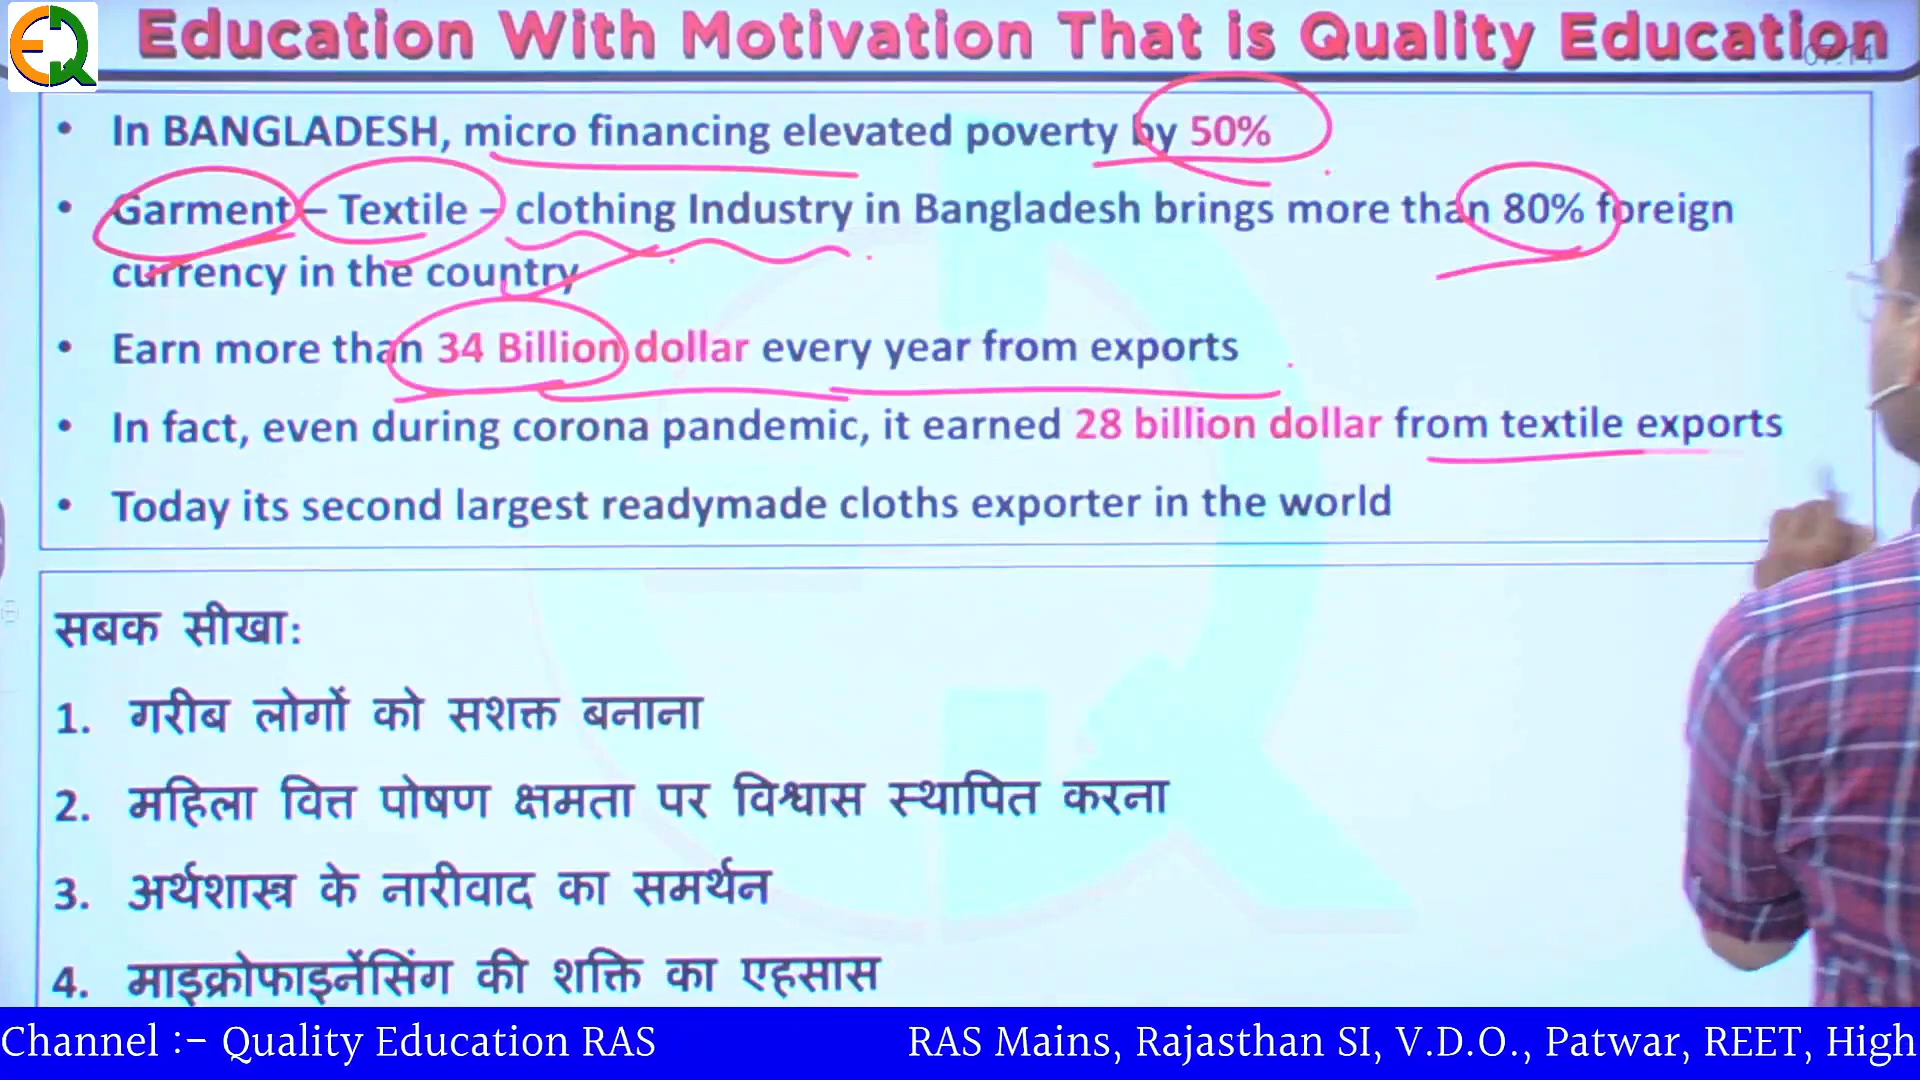 EQ
Education With Motivation That is Quality Education
07:14
• In BANGLADESH, micro financing elevated poverty by 50%
• Garment – Textile – clothing Industry in Bangladesh brings more than 80% foreign
currency in the country
• Earn more than 34 Billion dollar every year from exports
• In fact, even during corona pandemic, it earned 28 billion dollar from textile exports
• Today its second largest readymade cloths exporter in the world
सबक सीखाः
1. गरीब लोगों को सशक्त बनाना
2. महिला वित्त पोषण क्षमता पर विश्वास स्थापित करना
3. अर्थशास्त्र के नारीवाद का समर्थन
4. माइक्रोफाइनेंसिंग की शक्ति का एहसास
Channel :– Quality Education RAS RAS Mains, Rajasthan SI, V.D.O., Patwar, REET, High